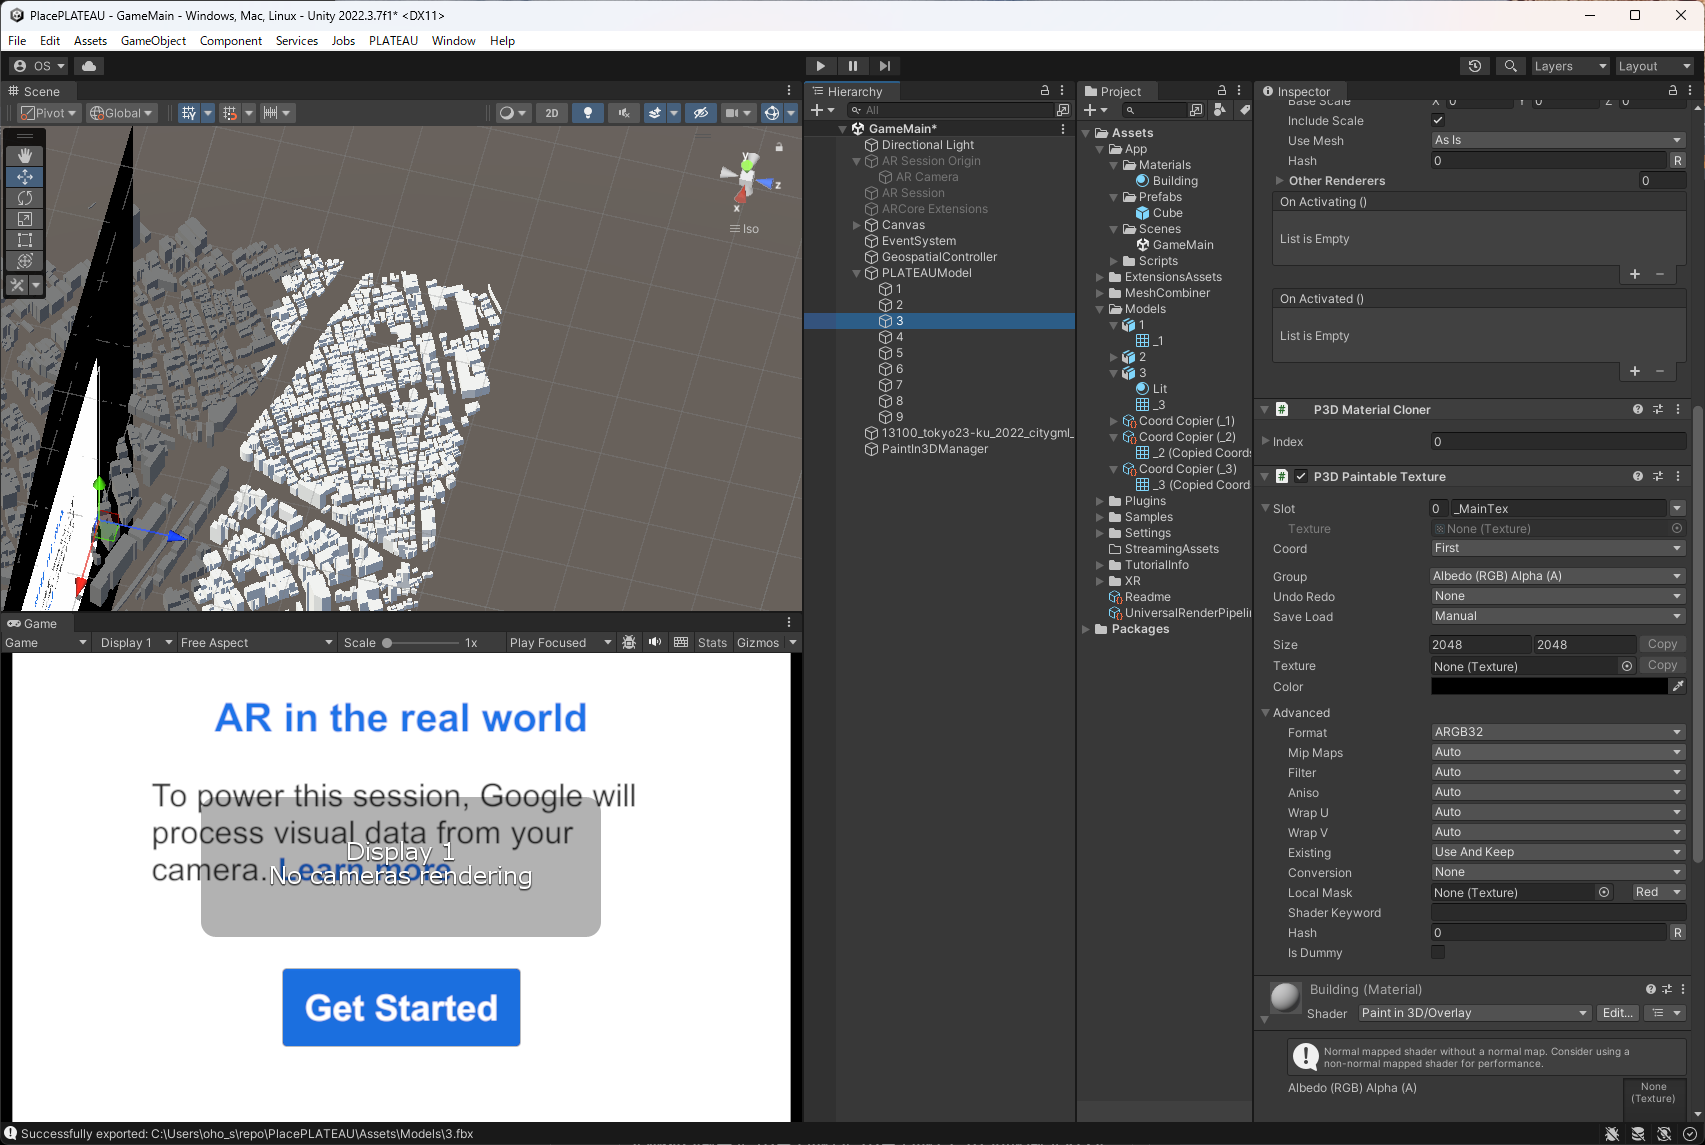 PlacePLATEAU - GameMain - Windows, Mac, Linux - Unity 2022.3.7f1* <DX11>
File Edit Assets GameObject Component Services Jobs PLATEAU Window Help
OS
Layers Layout
Scene
Pivot Global 2D
y
z
x
Iso
Game
Game Display 1 Free Aspect Scale 1x Play Focused Stats Gizmos
AR in the real world
To power this session, Google will
process visual data from your
camera. Learn more
Display 1
No cameras rendering
Get Started
Hierarchy
All
GameMain*
Directional Light
AR Session Origin
AR Camera
AR Session
ARCore Extensions
Canvas
EventSystem
GeospatialController
PLATEAUModel
1
2
3
4
5
6
7
8
9
13100_tokyo23-ku_2022_citygml_
PaintIn3DManager
Project
Assets
App
Materials
Building
Prefabs
Cube
Scenes
GameMain
Scripts
ExtensionsAssets
MeshCombiner
Models
1
_1
2
3
Lit
_3
Coord Copier (_1)
Coord Copier (_2)
_2 (Copied Coords
Coord Copier (_3)
_3 (Copied Coord
Plugins
Samples
Settings
StreamingAssets
TutorialInfo
XR
Readme
UniversalRenderPipelin
Packages
Inspector
Base Scale X 0 Y 0 Z 0
Include Scale
Use Mesh As Is
Hash 0 R
Other Renderers 0
On Activating ()
List is Empty
On Activated ()
List is Empty
P3D Material Cloner
Index 0
P3D Paintable Texture
Slot 0 _MainTex
Texture None (Texture)
Coord First
Group Albedo (RGB) Alpha (A)
Undo Redo None
Save Load Manual
Size 2048 2048 Copy
Texture None (Texture) Copy
Color
Advanced
Format ARGB32
Mip Maps Auto
Filter Auto
Aniso Auto
Wrap U Auto
Wrap V Auto
Existing Use And Keep
Conversion None
Local Mask None (Texture) Red
Shader Keyword
Hash 0 R
Is Dummy
Building (Material)
Shader Paint in 3D/Overlay Edit...
Normal mapped shader without a normal map. Consider using a
non-normal mapped shader for performance.
Albedo (RGB) Alpha (A) None
(Texture)
Successfully exported: C:\Users\oho_s\repo\PlacePLATEAU\Assets\Models\3.fbx